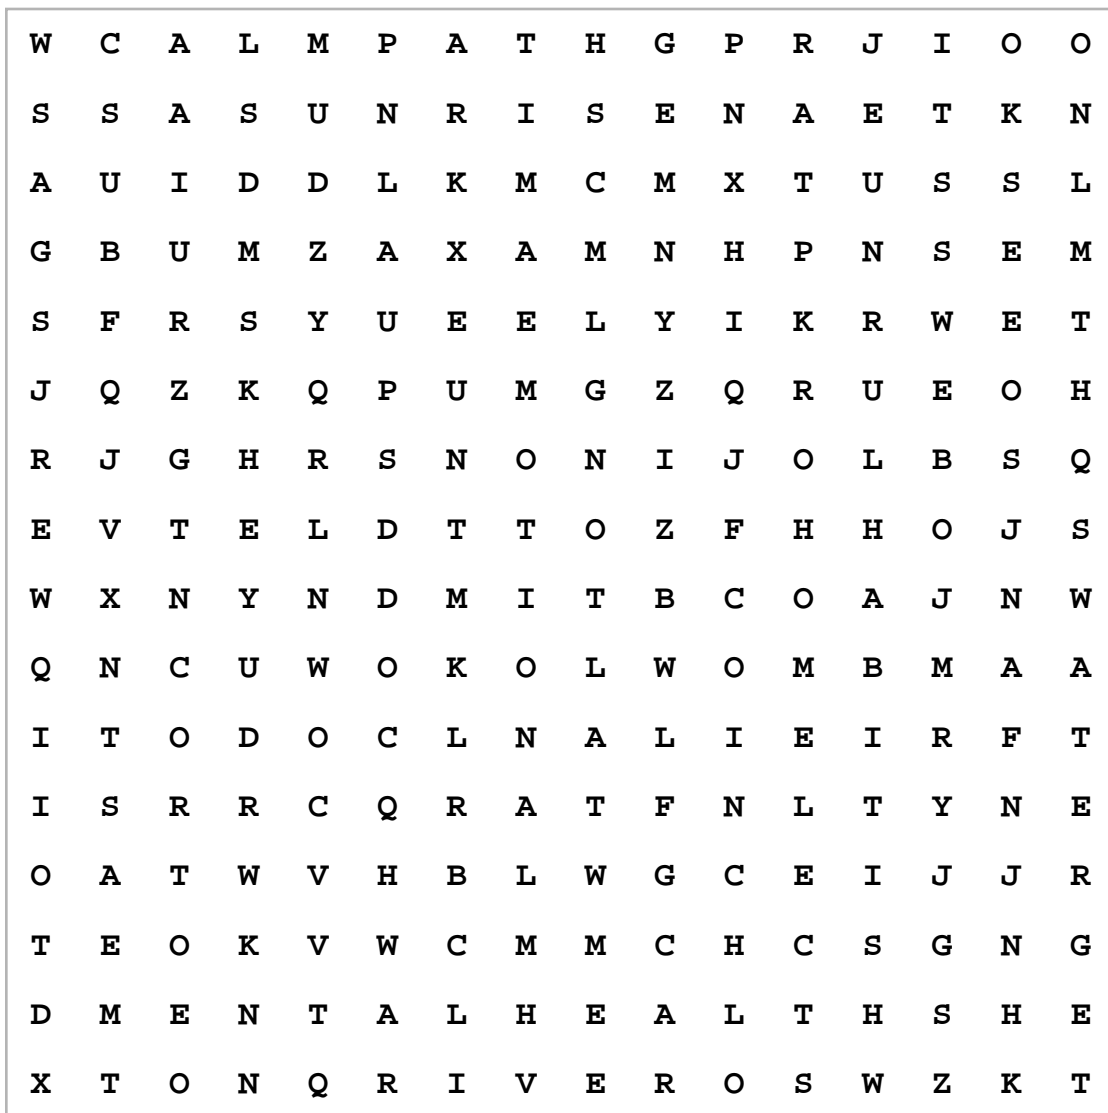 W C A L M P A T H G P R J I O O
S S A S U N R I S E N A E T K N
A U I D D L K M C M X T U S S L
G B U M Z A X A M N H P N S E M
S F R S Y U E E L Y I K R W E T
J Q Z K Q P U M G Z Q R U E O H
R J G H R S N O N I J O L B S Q
E V T E L D T T O Z F H H O J S
W X N Y N D M I T B C O A J N W
Q N C U W O K O L W O M B M A A
I T O D O C L N A L I E I R F T
I S R R C Q R A T F N L T Y N E
O A T W V H B L W G C E I J J R
T E O K V W C M M C H C S G N G
D M E N T A L H E A L T H S H E
X T O N Q R I V E R O S W Z K T